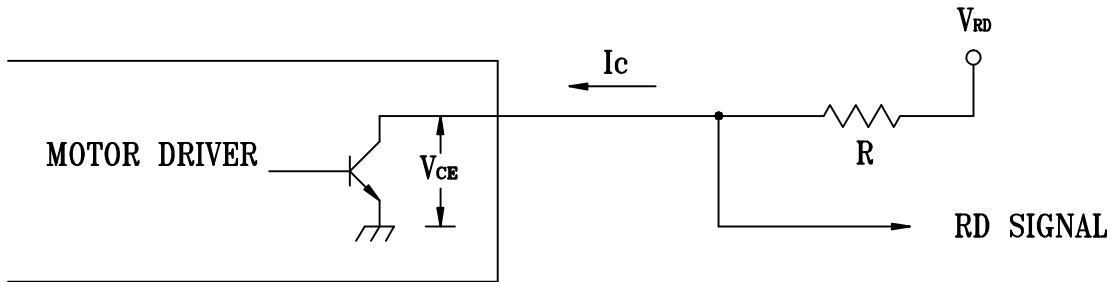 V_RD
Ic
MOTOR DRIVER
V_CE
R
RD SIGNAL